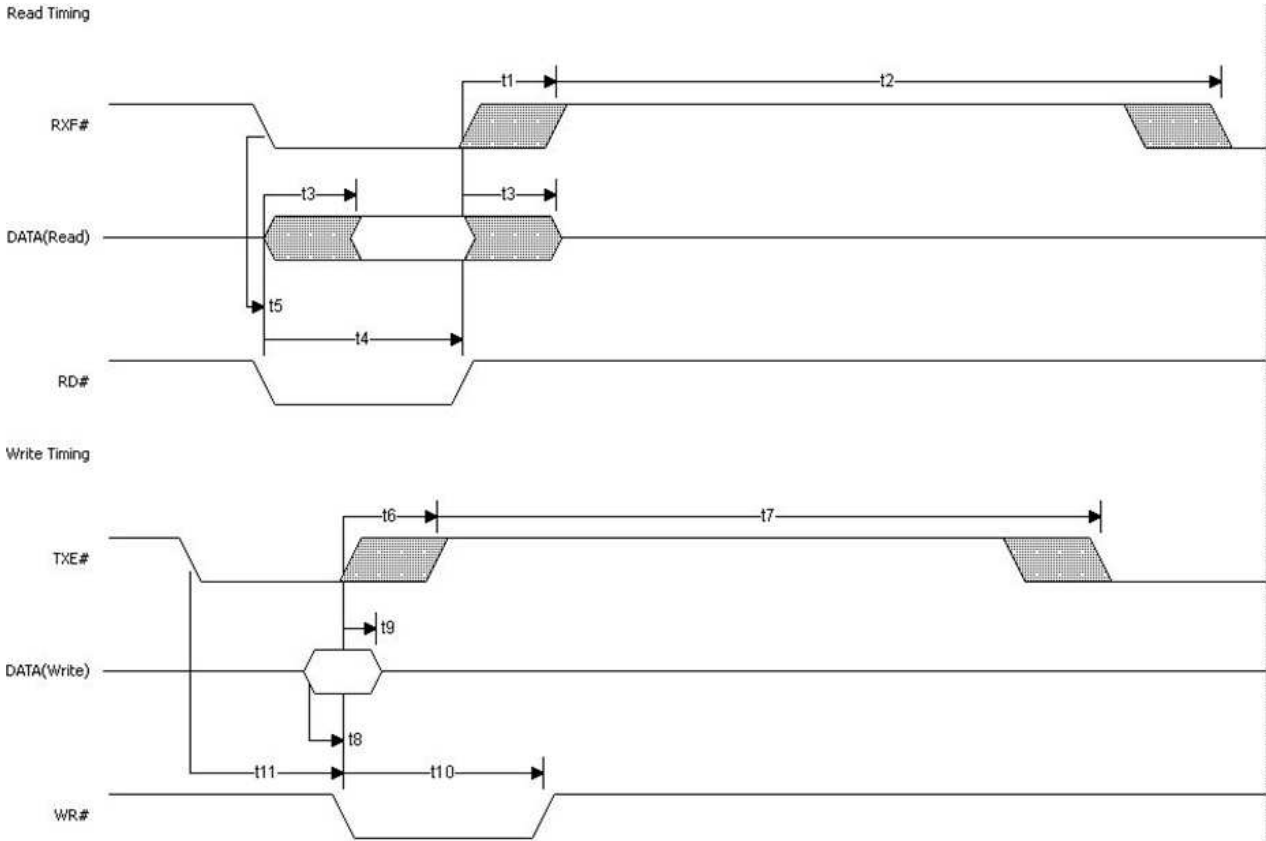 Read Timing
t1 t2
RXF#
t3 t3
DATA(Read)
t5
t4
RD#
Write Timing
t6 t7
TXE#
t9
DATA(Write)
t8
t11 t10
WR#